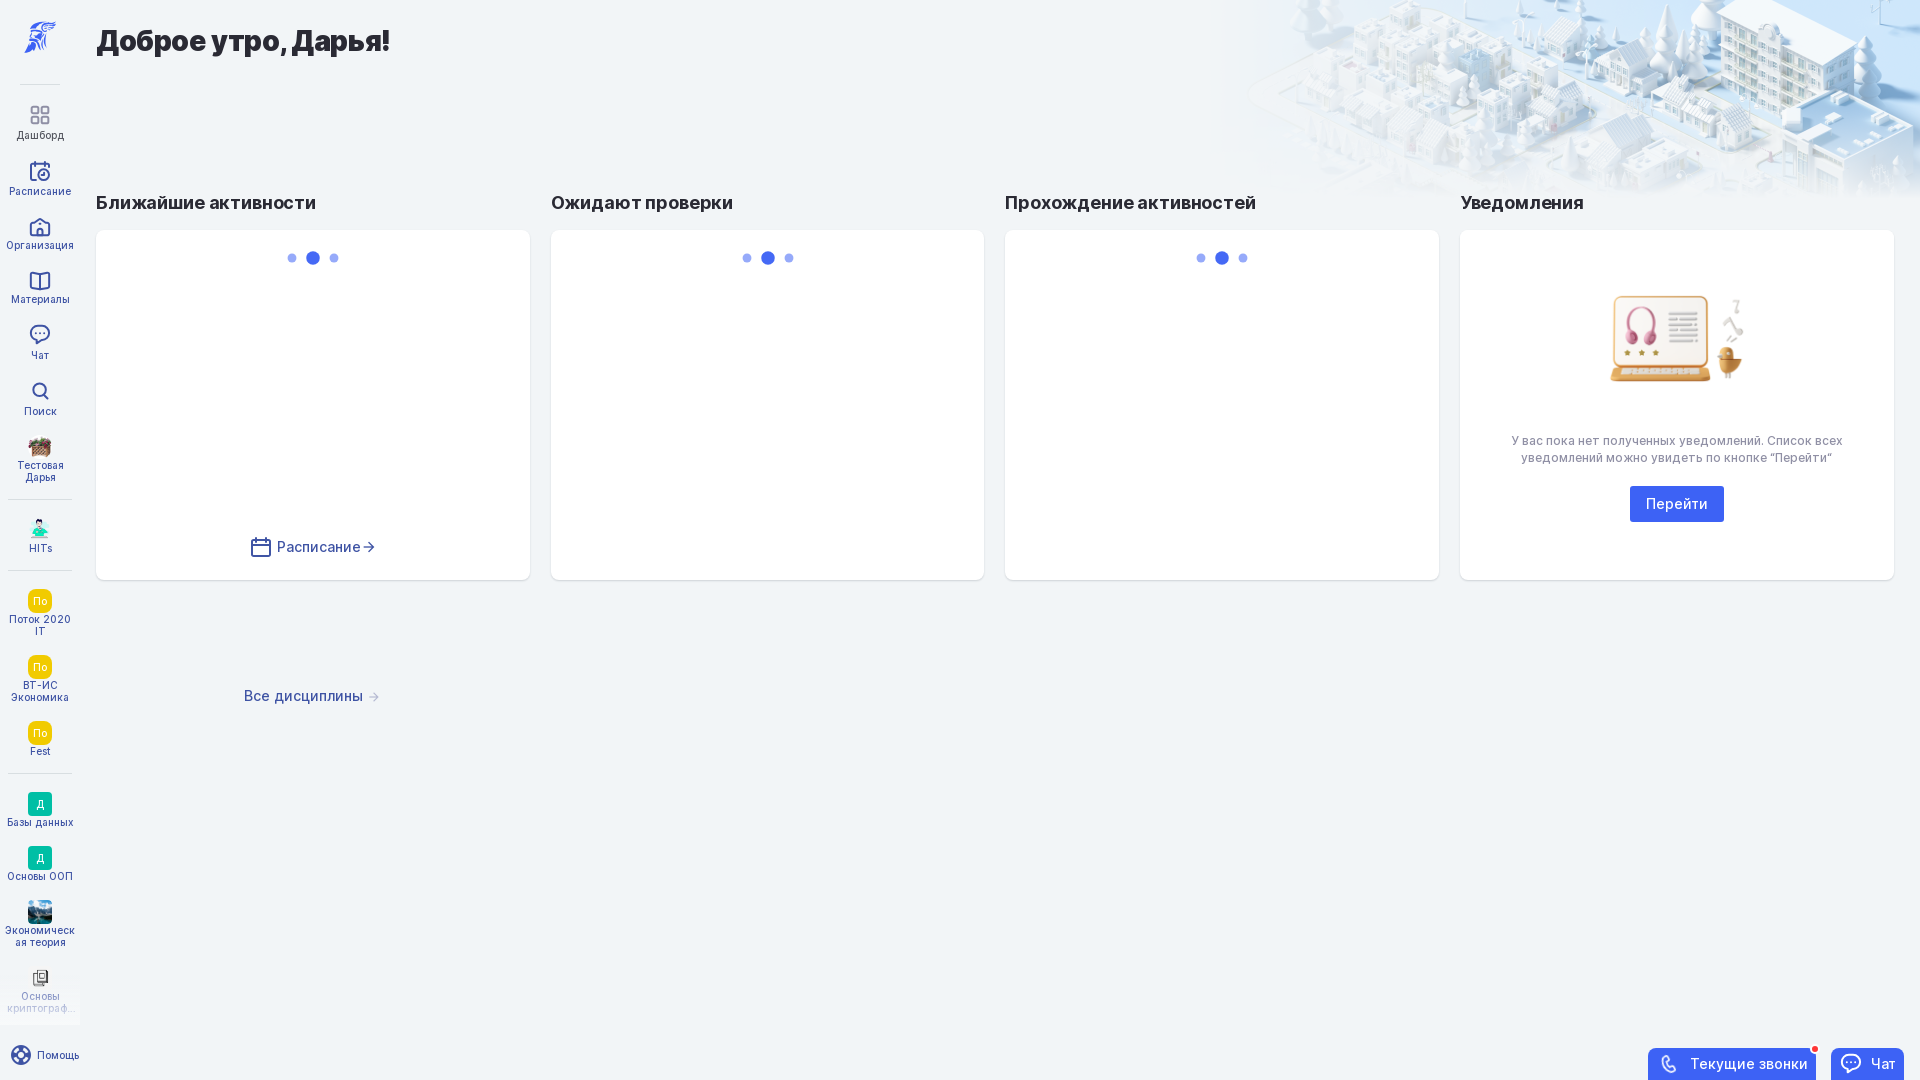 Доброе утро, Дарья!
Дашборд
Расписание
Организация
Материалы
Чат
Поиск
Тестовая
Дарья
HITs
По
Поток 2020
IT
По
ВТ-ИС
Экономика
По
Fest
Д
Базы данных
Д
Основы ООП
Экономическ
ая теория
Основы
криптограф...
Помощь
Ближайшие активности
Расписание
Ожидают проверки
Прохождение активностей
Уведомления
У вас пока нет полученных уведомлений. Список всех
уведомлений можно увидеть по кнопке “Перейти”
Перейти
Все дисциплины
Текущие звонки
Чат